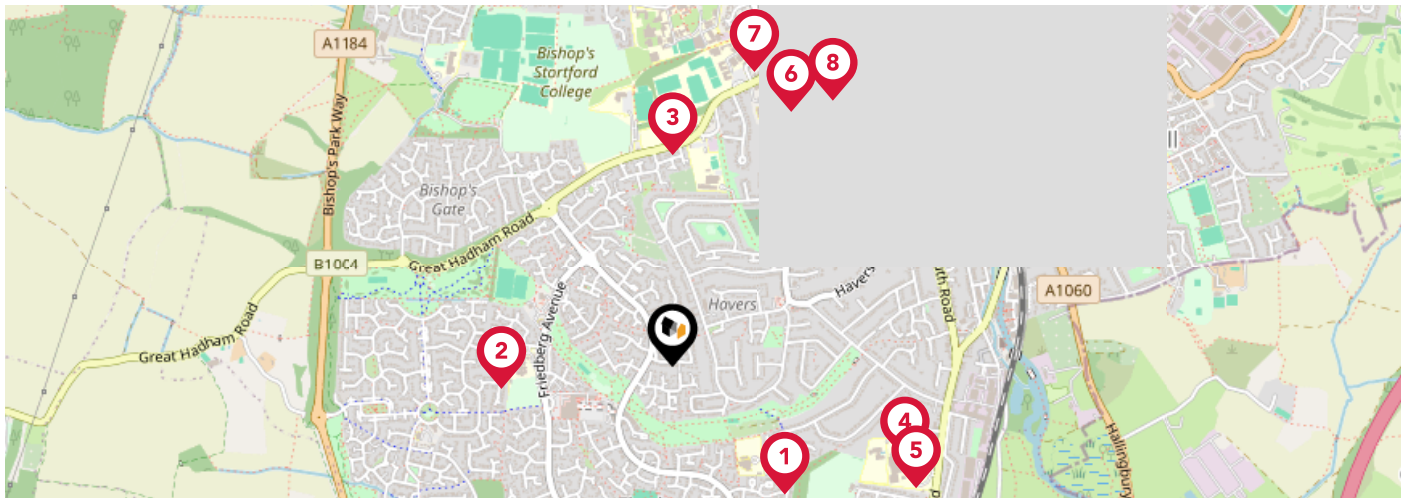 7
A1184
Bishop's
Stortford
College
6
8
3
Bishop's Park Way
Bishop's
Gate
Great Hadham Road
B1004
Havers
A1060
Havers
Road
Great Hadham Road
Friedberg Avenue
2
4
5
1
Hallingbury